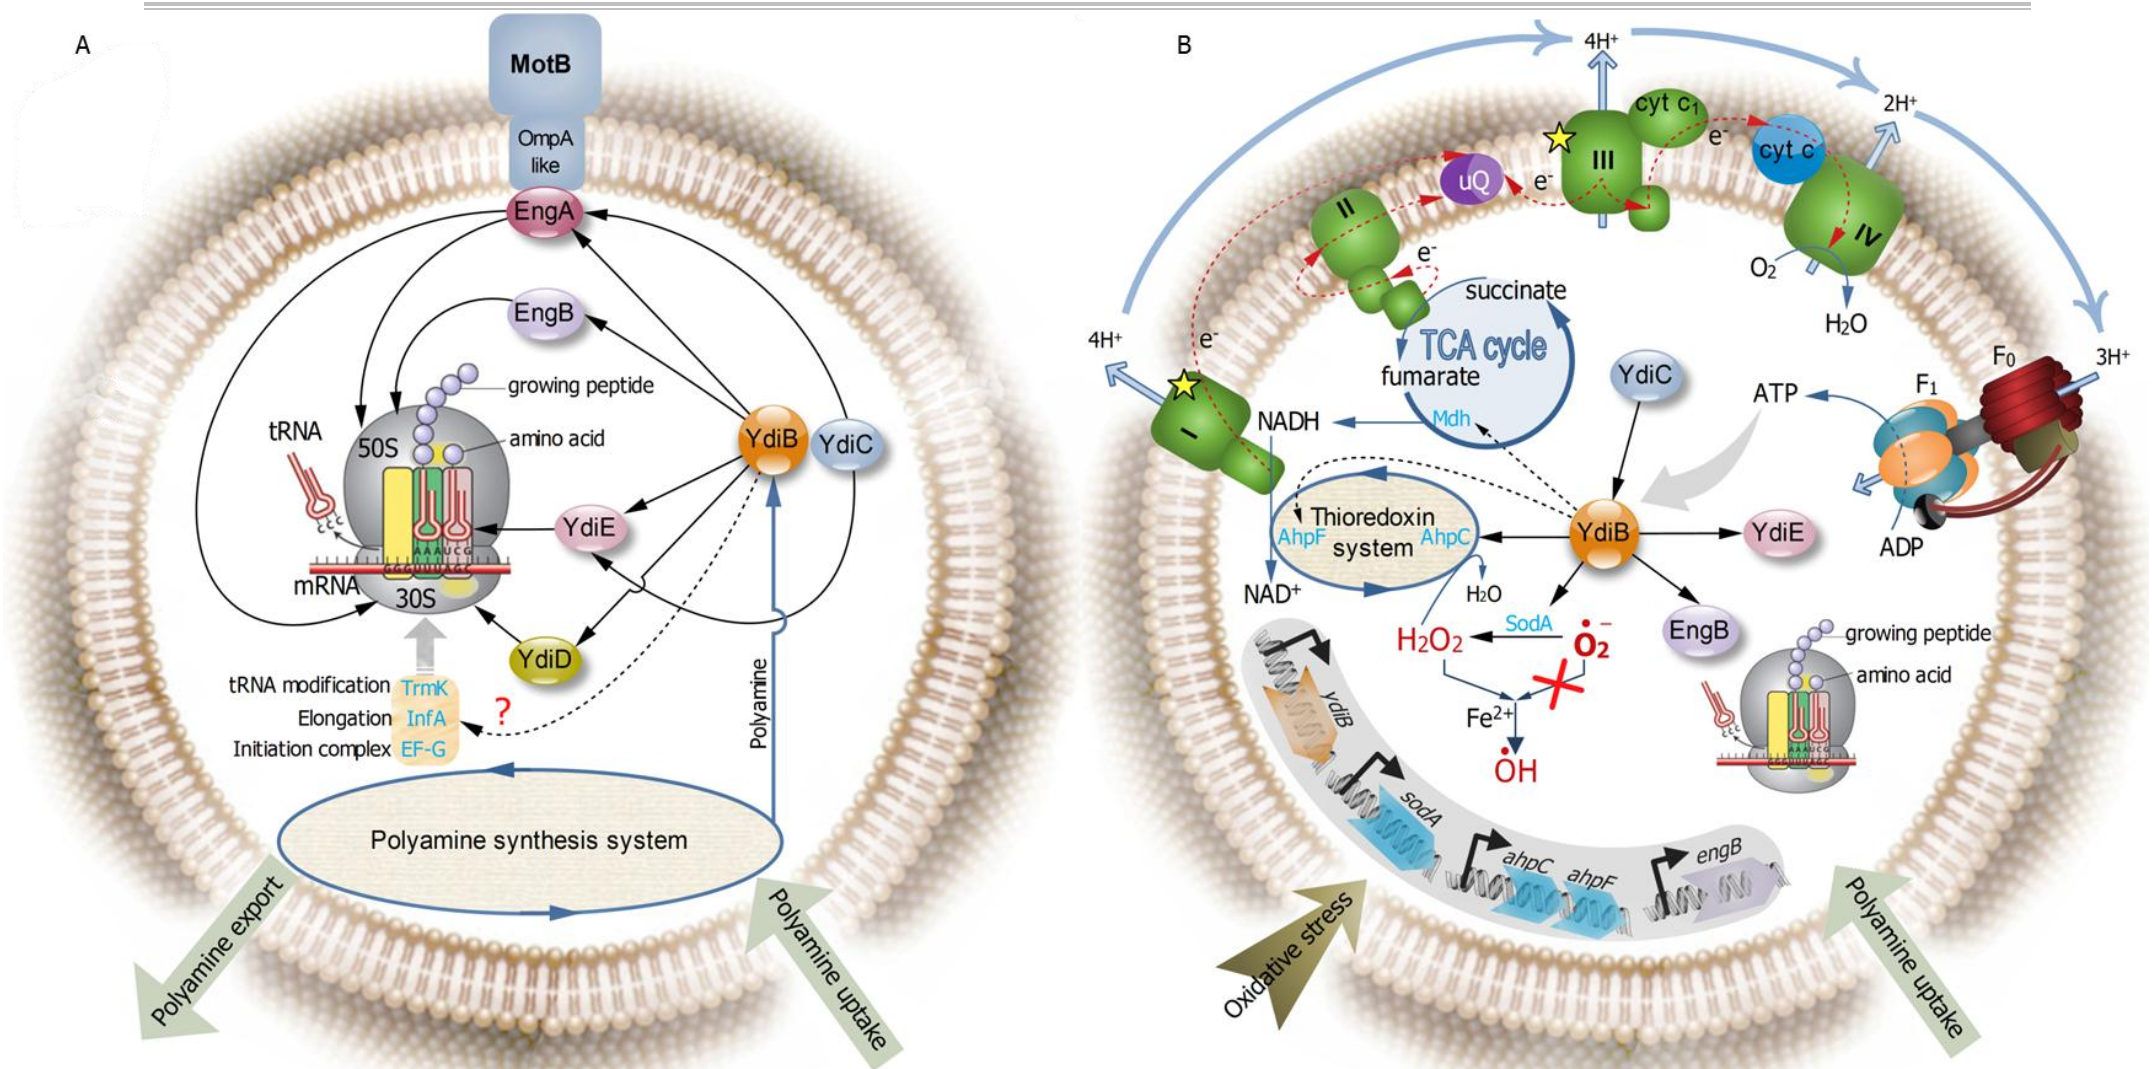 A
MotB
OmpA
like
EngA
EngB
growing peptide
tRNA
50S
amino acid
YdiB
YdiC
YdiE
A A A U C G
G G G U U U A G C
mRNA
30S
YdiD
tRNA modification TrmK
Elongation InfA
Initiation complex EF-G
?
Polyamine
Polyamine synthesis system
Polyamine export
Polyamine uptake
B
4H+
2H+
cyt c1
e-
cyt c
III
uQ
e-
II
IV
e-
O2
H2O
succinate
TCA cycle
fumarate
4H+
e-
I
NADH
Mdh
YdiC
ATP
F1
F0
3H+
Thioredoxin
system
AhpF
AhpC
YdiB
YdiE
ADP
NAD+
H2O
SodA
H2O2
O2−
EngB
Fe2+
OH
growing peptide
amino acid
A A A U C G
G G G U U U A G C
ydiB
sodA
ahpC
ahpF
engB
Oxidative stress
Polyamine uptake